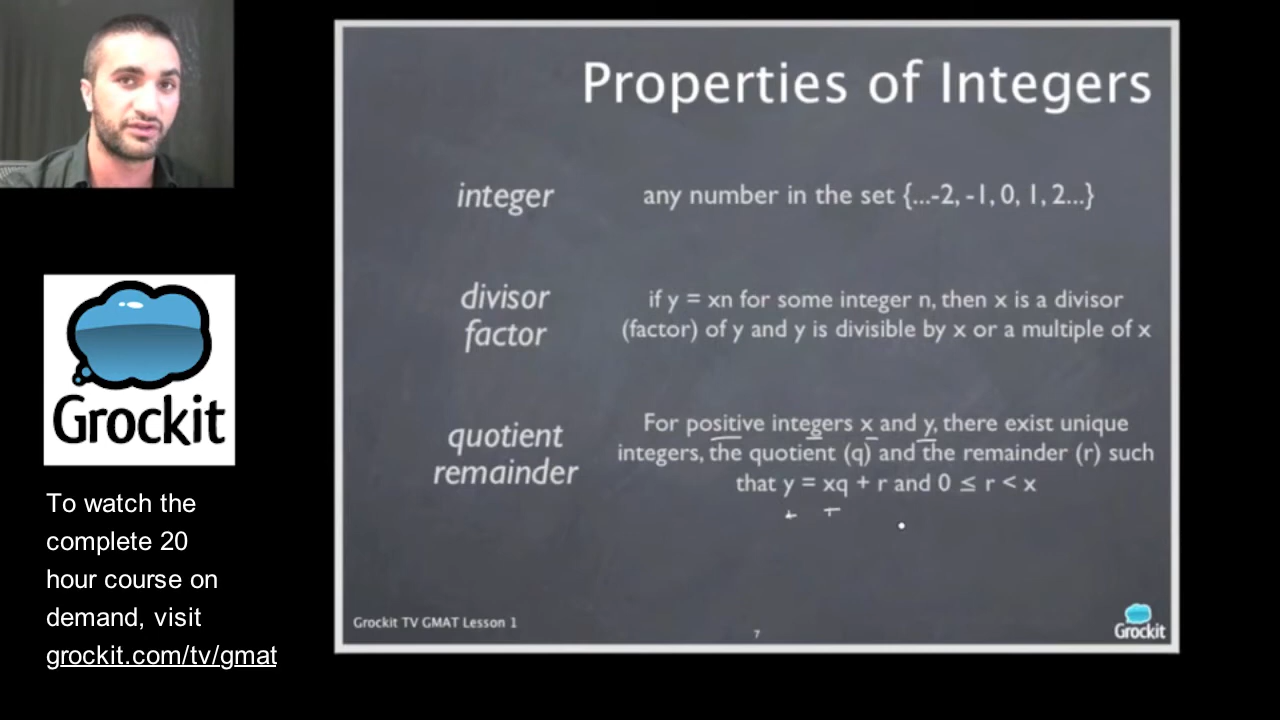 Properties of Integers
integer
any number in the set {...-2, -1, 0, 1, 2...}
divisor
factor
if y = xn for some integer n, then x is a divisor
(factor) of y and y is divisible by x or a multiple of x
quotient
remainder
For positive integers x and y, there exist unique
integers, the quotient (q) and the remainder (r) such
that y = xq + r and 0 ≤ r < x
Grockit TV GMAT Lesson 1
7
Grockit
Grockit
To watch the
complete 20
hour course on
demand, visit
grockit.com/tv/gmat